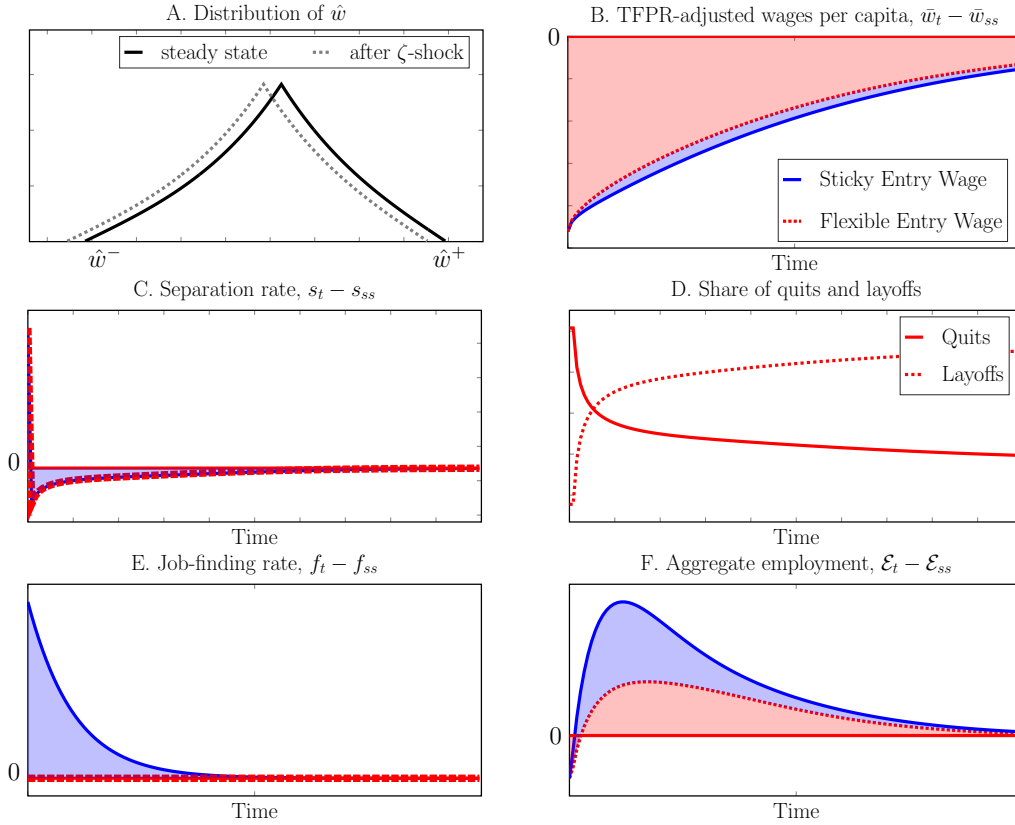 A. Distribution of ŵ
steady state
after ζ-shock
ŵ⁻
ŵ⁺
B. TFPR-adjusted wages per capita, w̄ₜ − w̄ₛₛ
0
Sticky Entry Wage
Flexible Entry Wage
Time
C. Separation rate, sₜ − sₛₛ
0
Time
D. Share of quits and layoffs
Quits
Layoffs
Time
E. Job-finding rate, fₜ − fₛₛ
0
Time
F. Aggregate employment, ℰₜ − ℰₛₛ
0
Time